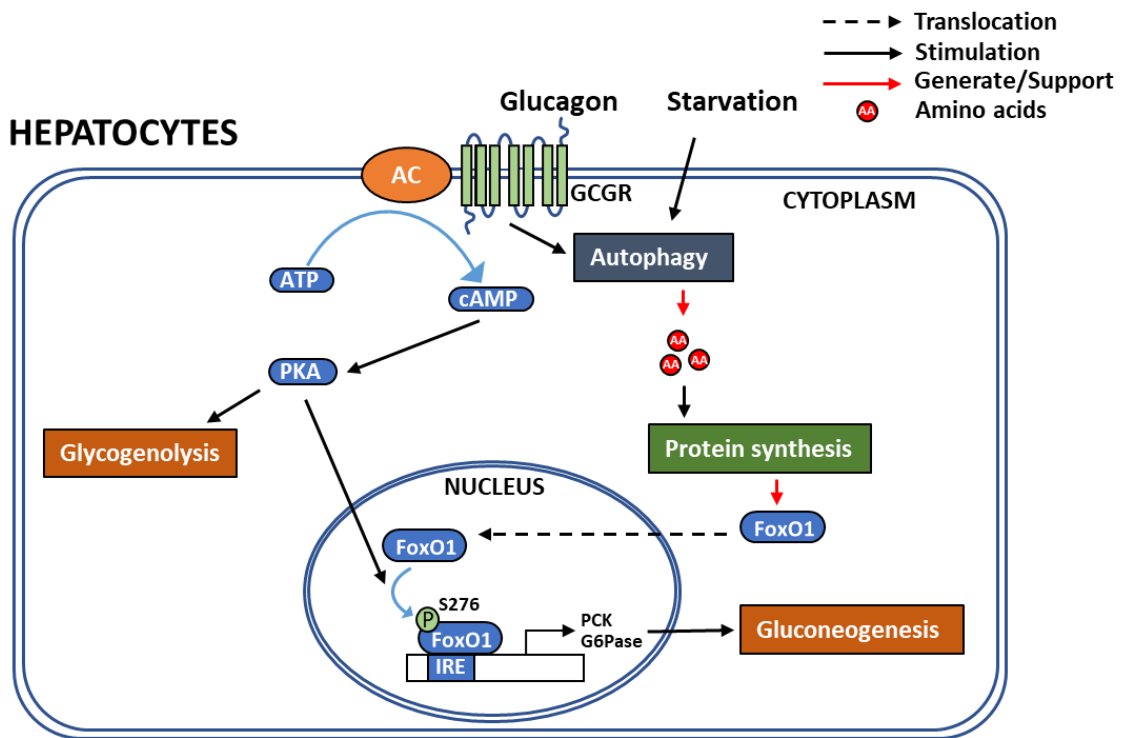 Translocation
Stimulation
Generate/Support
AA Amino acids
Glucagon
Starvation
HEPATOCYTES
AC
GCGR
CYTOPLASM
Autophagy
ATP
cAMP
AA
AA
AA
PKA
Glycogenolysis
Protein synthesis
NUCLEUS
FoxO1
FoxO1
S276
P
FoxO1
IRE
PCK
G6Pase
Gluconeogenesis